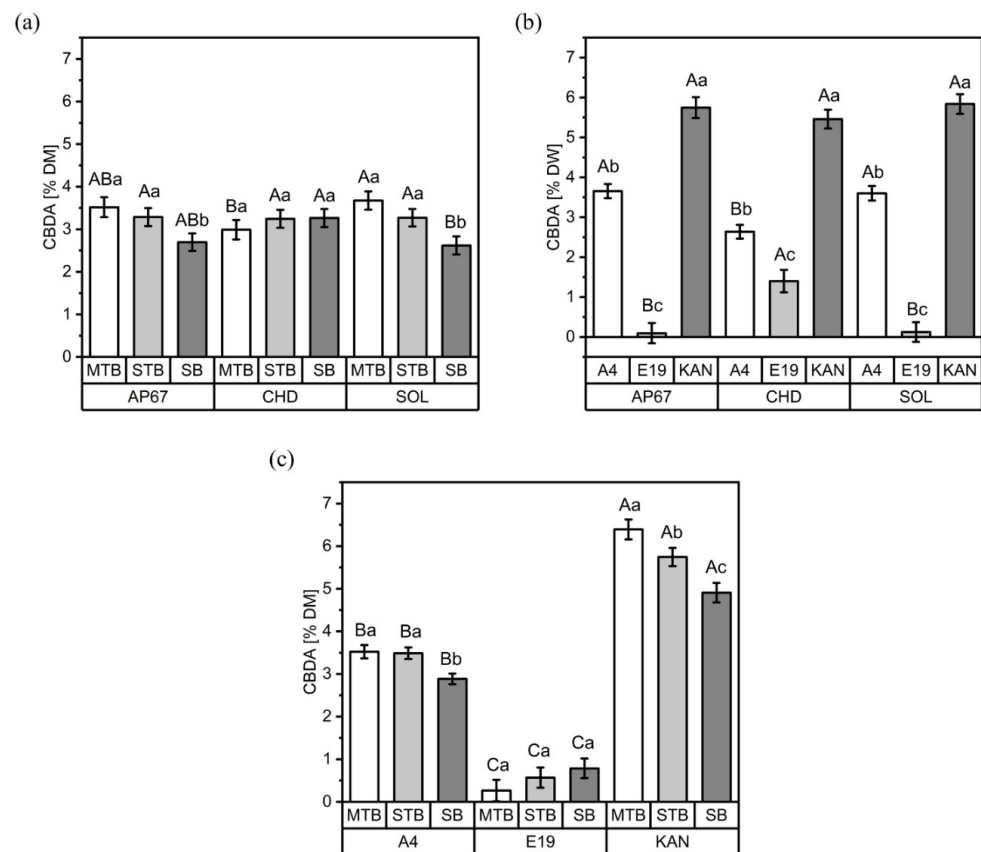 (a)
CBDA [% DM]
7
6
5
4
3
2
1
0
ABa Aa ABb Ba Aa Aa Aa Aa Bb
MTB STB SB MTB STB SB MTB STB SB
AP67 CHD SOL
(b)
CBDA [% DW]
7
6
5
4
3
2
1
0
Ab Bc Aa Bb Ac Aa Ab Bc Aa
A4 E19 KAN A4 E19 KAN A4 E19 KAN
AP67 CHD SOL
(c)
CBDA [% DM]
7
6
5
4
3
2
1
0
Ba Ba Bb Ca Ca Ca Aa Ab Ac
MTB STB SB MTB STB SB MTB STB SB
A4 E19 KAN